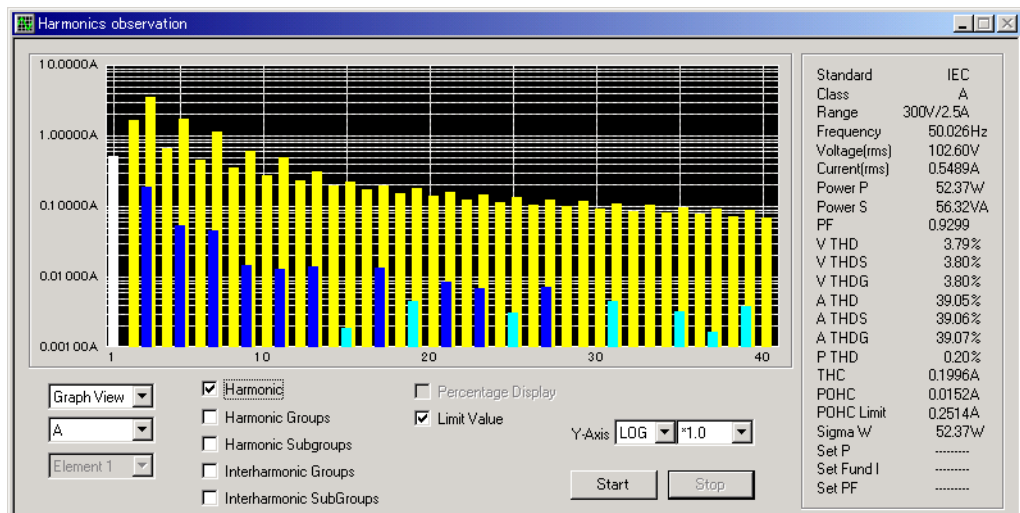 Harmonics observation
10.0000A
1.00000A
0.10000A
0.01000A
0.00100A
1 10 20 30 40
Standard IEC
Class A
Range 300V/2.5A
Frequency 50.026Hz
Voltage(rms) 102.60V
Current(rms) 0.5489A
Power P 52.37W
Power S 56.32VA
PF 0.9299
V THD 3.79%
V THDS 3.80%
V THDG 3.80%
A THD 39.05%
A THDS 39.06%
A THDG 39.07%
P THD 0.20%
THC 0.1996A
POHC 0.0152A
POHC Limit 0.2514A
Sigma W 52.37W
Set P ---------
Set Fund I ---------
Set PF ---------
Graph View
A
Element 1
Harmonic
Harmonic Groups
Harmonic Subgroups
Interharmonic Groups
Interharmonic SubGroups
Percentage Display
Limit Value
Y-Axis LOG *1.0
Start Stop